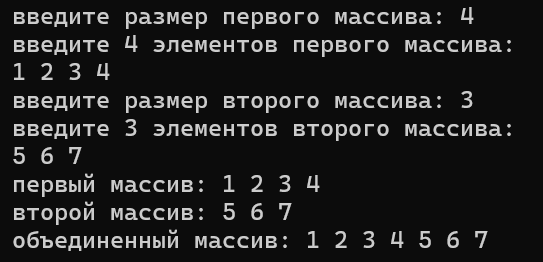 введите размер первого массива: 4
введите 4 элементов первого массива:
1 2 3 4
введите размер второго массива: 3
введите 3 элементов второго массива:
5 6 7
первый массив: 1 2 3 4
второй массив: 5 6 7
объединенный массив: 1 2 3 4 5 6 7